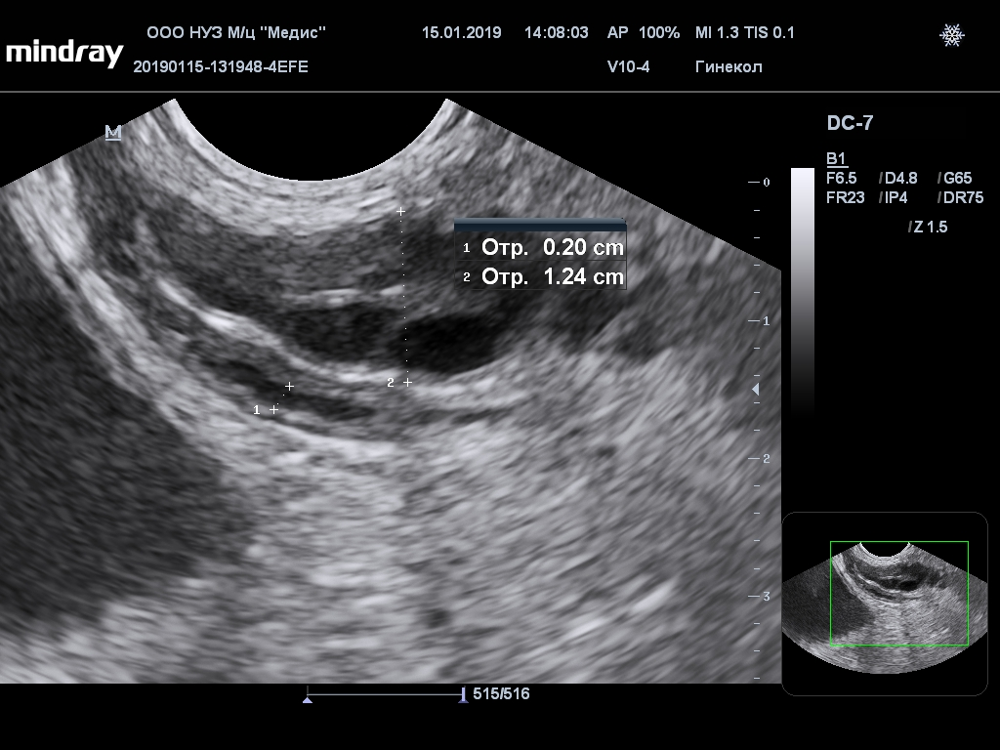 mindray
ООО НУЗ М/ц "Медис" 15.01.2019 14:08:03 AP 100% MI 1.3 TIS 0.1
20190115-131948-4EFE V10-4 Гинекол
M
DC-7
B1
F6.5 /D4.8 /G65
FR23 /IP4 /DR75
/Z 1.5
0
1 Отр. 0.20 cm
2 Отр. 1.24 cm
1
2
1
2
3
515/516